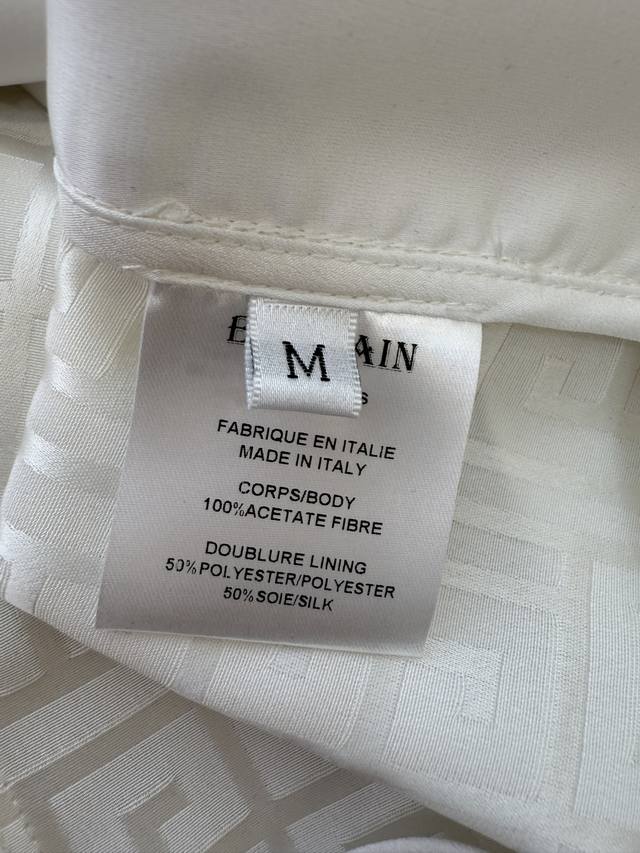 M
FABRIQUE EN ITALIE
MADE IN ITALY
CORPS/BODY
100%ACETATE FIBRE
DOUBLURE LINING
50%POLYESTER/POLYESTER
50%SOIE/SILK